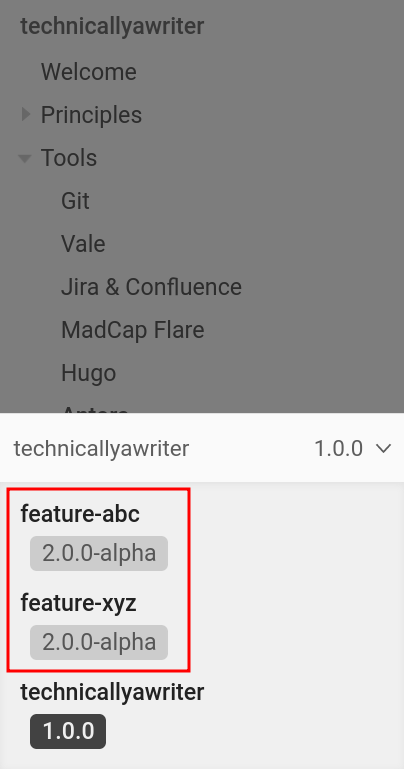 technicallyawriter
Welcome
Principles
Tools
Git
Vale
Jira & Confluence
MadCap Flare
Hugo
technicallyawriter 1.0.0
feature-abc
2.0.0-alpha
feature-xyz
2.0.0-alpha
technicallyawriter
1.0.0